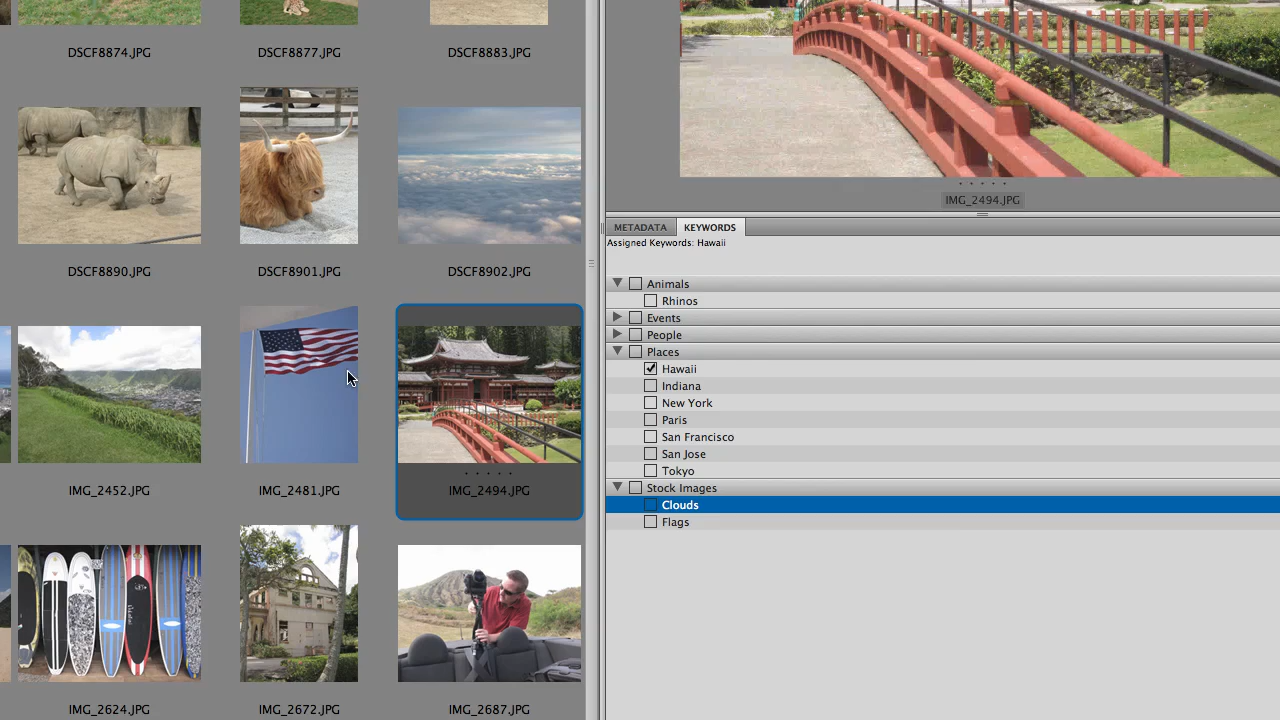 DSCF8874.JPG
DSCF8877.JPG
DSCF8883.JPG
DSCF8890.JPG
DSCF8901.JPG
DSCF8902.JPG
IMG_2452.JPG
IMG_2481.JPG
IMG_2494.JPG
IMG_2624.JPG
IMG_2672.JPG
IMG_2687.JPG
IMG_2494.JPG
METADATA
KEYWORDS
Assigned Keywords: Hawaii
Animals
Rhinos
Events
People
Places
Hawaii
Indiana
New York
Paris
San Francisco
San Jose
Tokyo
Stock Images
Clouds
Flags